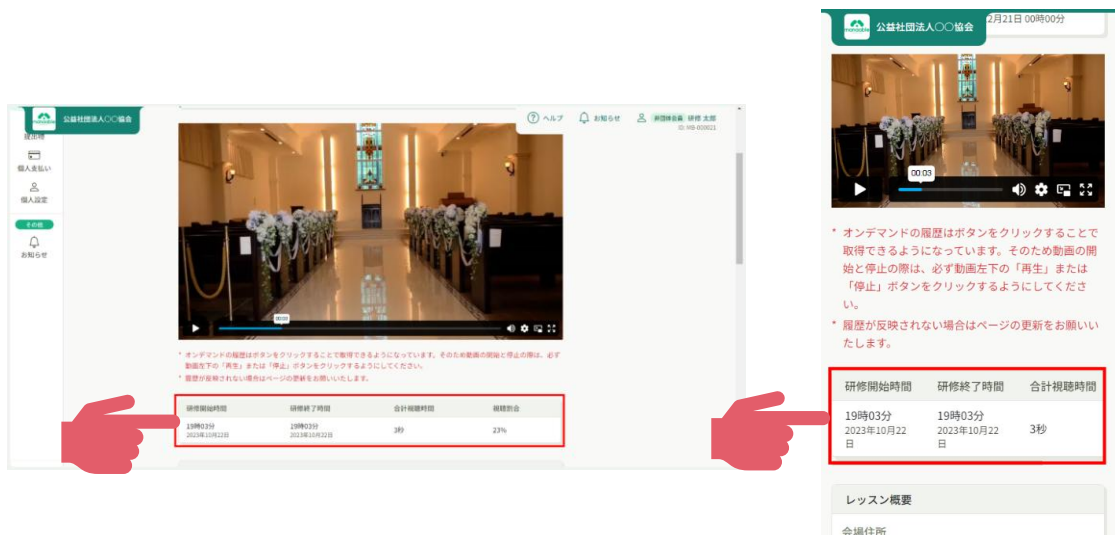 公益社団法人〇〇協会
ヘルプ
お知らせ
研修 太郎
個人支払い
個人設定
その他
お知らせ
00:03
* オンデマンドの履歴はボタンをクリックすることで取得できるようになっています。そのため動画の開始と停止の際は、必ず
動画左下の「再生」または「停止」ボタンをクリックするようにしてください。
* 履歴が反映されない場合はページの更新をお願いいたします。
研修開始時間 研修終了時間 合計視聴時間 視聴割合
19時03分 19時03分 3秒 23%
2023年10月22日 2023年10月22日
公益社団法人〇〇協会
2月21日 00時00分
00:03
* オンデマンドの履歴はボタンをクリックすることで
取得できるようになっています。そのため動画の開
始と停止の際は、必ず動画左下の「再生」または
「停止」ボタンをクリックするようにしてくださ
い。
* 履歴が反映されない場合はページの更新をお願いい
たします。
研修開始時間 研修終了時間 合計視聴時間
19時03分 19時03分 3秒
2023年10月22 2023年10月22
日 日
レッスン概要
会場住所